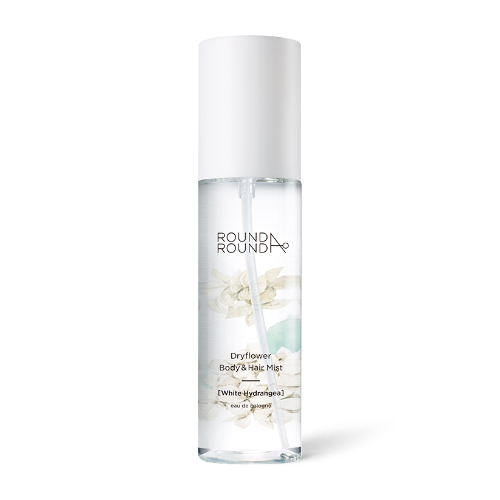 ROUND A
ROUND
Dryflower
Body & Hair Mist
[White Hydrangea]
eau de cologne